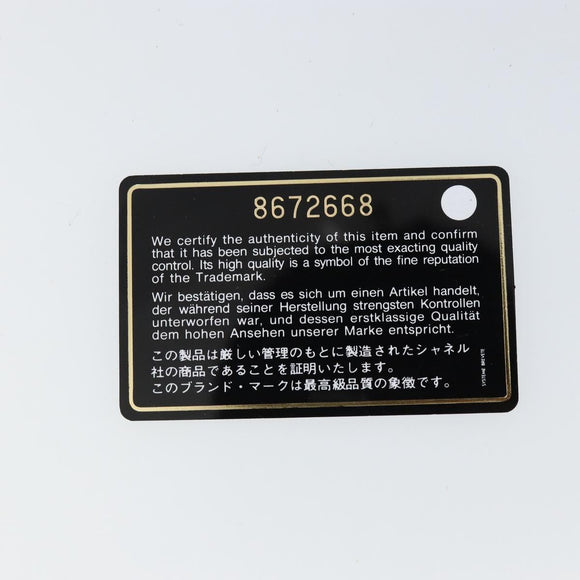 8672668
We certify the authenticity of this item and confirm
that it has been subjected to the most exacting quality
control. Its high quality is a symbol of the fine reputation
of the Trademark.
Wir bestätigen, dass es sich um einen Artikel handelt,
der während seiner Herstellung strengsten Kontrollen
unterworfen war, und dessen erstklassige Qualität
dem hohen Ansehen unserer Marke entspricht.
この製品は厳しい管理のもとに製造されたシャネル
社の商品であることを証明いたします。
このブランド・マークは最高級品質の象徴です。
SYSTEME BREVETE